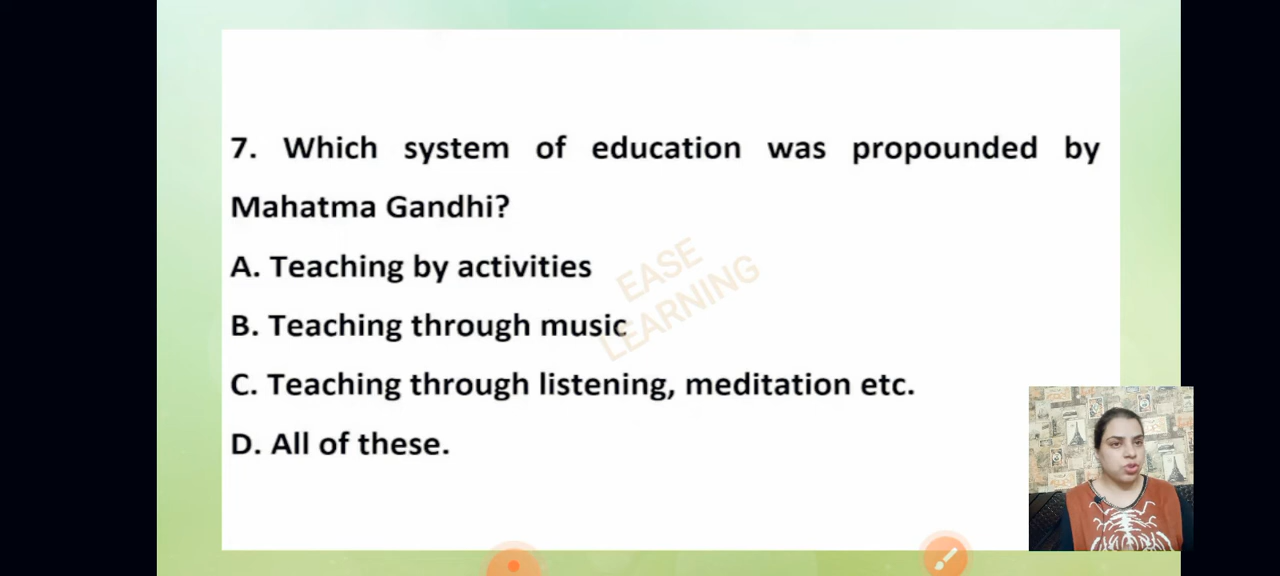 7. Which system of education was propounded by
Mahatma Gandhi?
A. Teaching by activities
B. Teaching through music
C. Teaching through listening, meditation etc.
D. All of these.
EASE
LEARNING